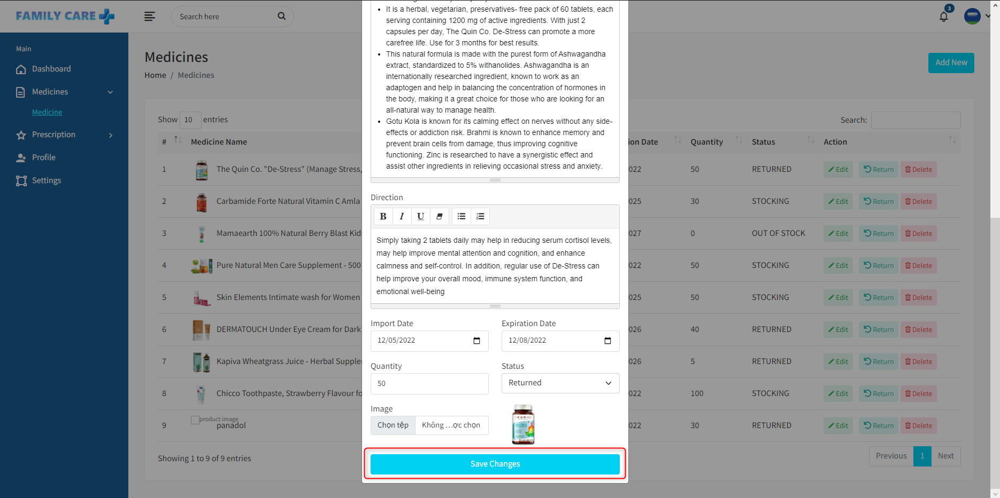 FAMILY CARE
Search here
3
Main
Dashboard
Medicines
Medicine
Prescription
Profile
Settings
Medicines
Home / Medicines
Add New
Show 10 entries
Search:
# Medicine Name
ion Date Quantity Status Action
1 The Quin Co. "De-Stress" (Manage Stress,
022 50 RETURNED Edit Return Delete
2 Carbamide Forte Natural Vitamin C Amla
025 30 STOCKING Edit Return Delete
3 Mamaearth 100% Natural Berry Blast Kids
027 0 OUT OF STOCK Edit Return Delete
4 Pure Natural Men Care Supplement - 500
022 50 STOCKING Edit Return Delete
5 Skin Elements Intimate wash for Women
025 50 STOCKING Edit Return Delete
6 DERMATOUCH Under Eye Cream for Dark
026 40 RETURNED Edit Return Delete
7 Kapiva Wheatgrass Juice - Herbal Supple
026 5 RETURNED Edit Return Delete
8 Chicco Toothpaste, Strawberry Flavour fo
022 100 STOCKING Edit Return Delete
product image
9 panadol
022 30 RETURNED Edit Return Delete
Showing 1 to 9 of 9 entries
Previous 1 Next
It is a herbal, vegetarian, preservatives- free pack of 60 tablets, each
serving containing 1200 mg of active ingredients. With just 2
capsules per day, The Quin Co. De-Stress can promote a more
carefree life. Use for 3 months for best results.
This natural formula is made with the purest form of Ashwagandha
extract, standardized to 5% withanolides. Ashwagandha is an
internationally researched ingredient, known to work as an
adaptogen and help in balancing the concentration of hormones in
the body, making it a great choice for those who are looking for an
all-natural way to manage health.
Gotu Kola is known for its calming effect on nerves without any side-
effects or addiction risk. Brahmi is known to enhance memory and
prevent brain cells from damage, thus improving cognitive
functioning. Zinc is researched to have a synergistic effect and
assist other ingredients in relieving occasional stress and anxiety.
Direction
B I U
Simply taking 2 tablets daily may help in reducing serum cortisol levels,
may help improve mental attention and cognition, and enhance
calmness and self-control. In addition, regular use of De-Stress can
help improve your overall mood, immune system function, and
emotional well-being
Import Date Expiration Date
12/05/2022 12/08/2022
Quantity Status
50 Returned
Image
Chọn tệp Không ...ợc chọn
THE QUIN CO.
Save Changes